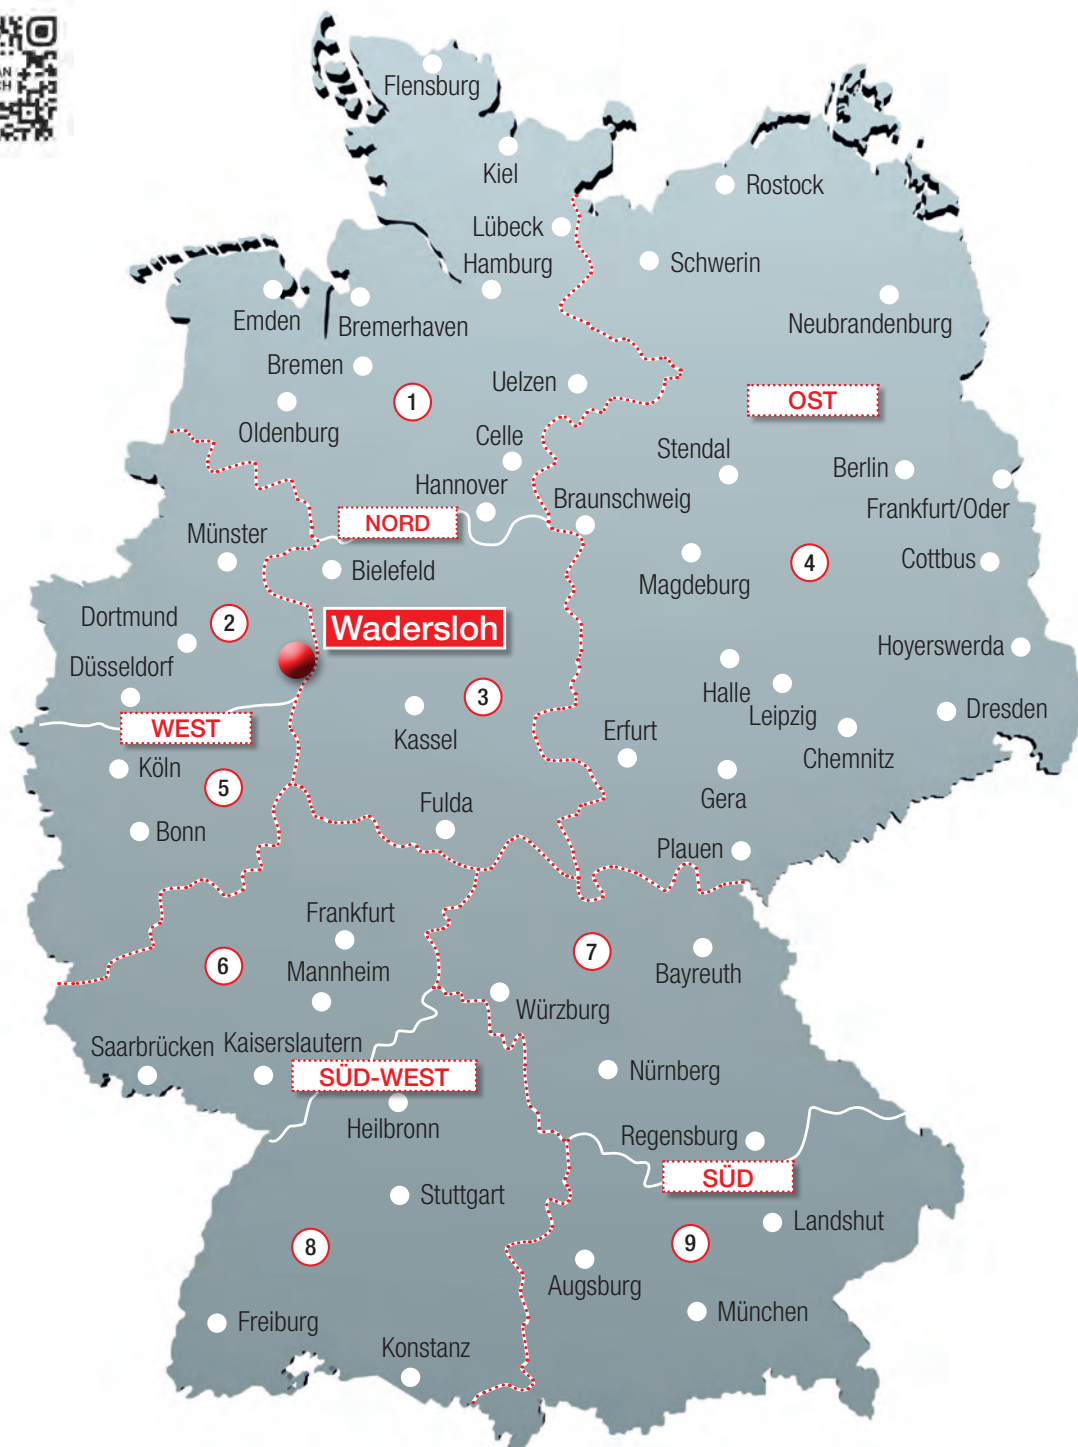 Flensburg
Kiel
Rostock
Lübeck
Schwerin
Hamburg
Emden
Bremerhaven
Neubrandenburg
Bremen
Uelzen
1
OST
Oldenburg
Celle
Stendal
Berlin
Hannover
Braunschweig
Frankfurt/Oder
NORD
Münster
Bielefeld
Magdeburg
4
Cottbus
Dortmund
2
Wadersloh
Hoyerswerda
Düsseldorf
3
Halle
Leipzig
Dresden
WEST
Kassel
Erfurt
Chemnitz
Köln
5
Gera
Fulda
Bonn
Plauen
Frankfurt
6
Mannheim
7
Bayreuth
Würzburg
Saarbrücken
Kaiserslautern
SÜD-WEST
Nürnberg
Heilbronn
Regensburg
SÜD
Stuttgart
Landshut
8
9
Augsburg
Freiburg
München
Konstanz